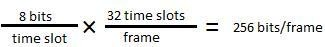 8 bits × 32 time slots = 256 bits/frame
time slot frame